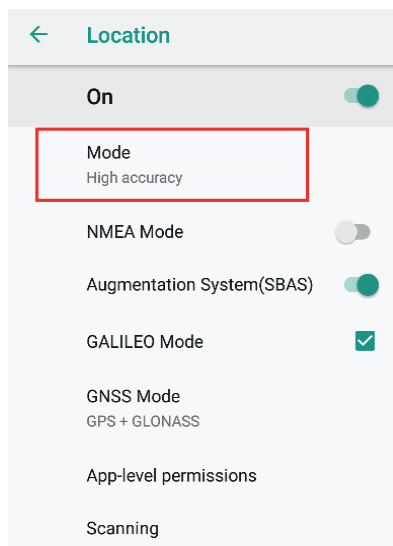 Location
On
Mode
High accuracy
NMEA Mode
Augmentation System(SBAS)
GALILEO Mode
GNSS Mode
GPS + GLONASS
App-level permissions
Scanning